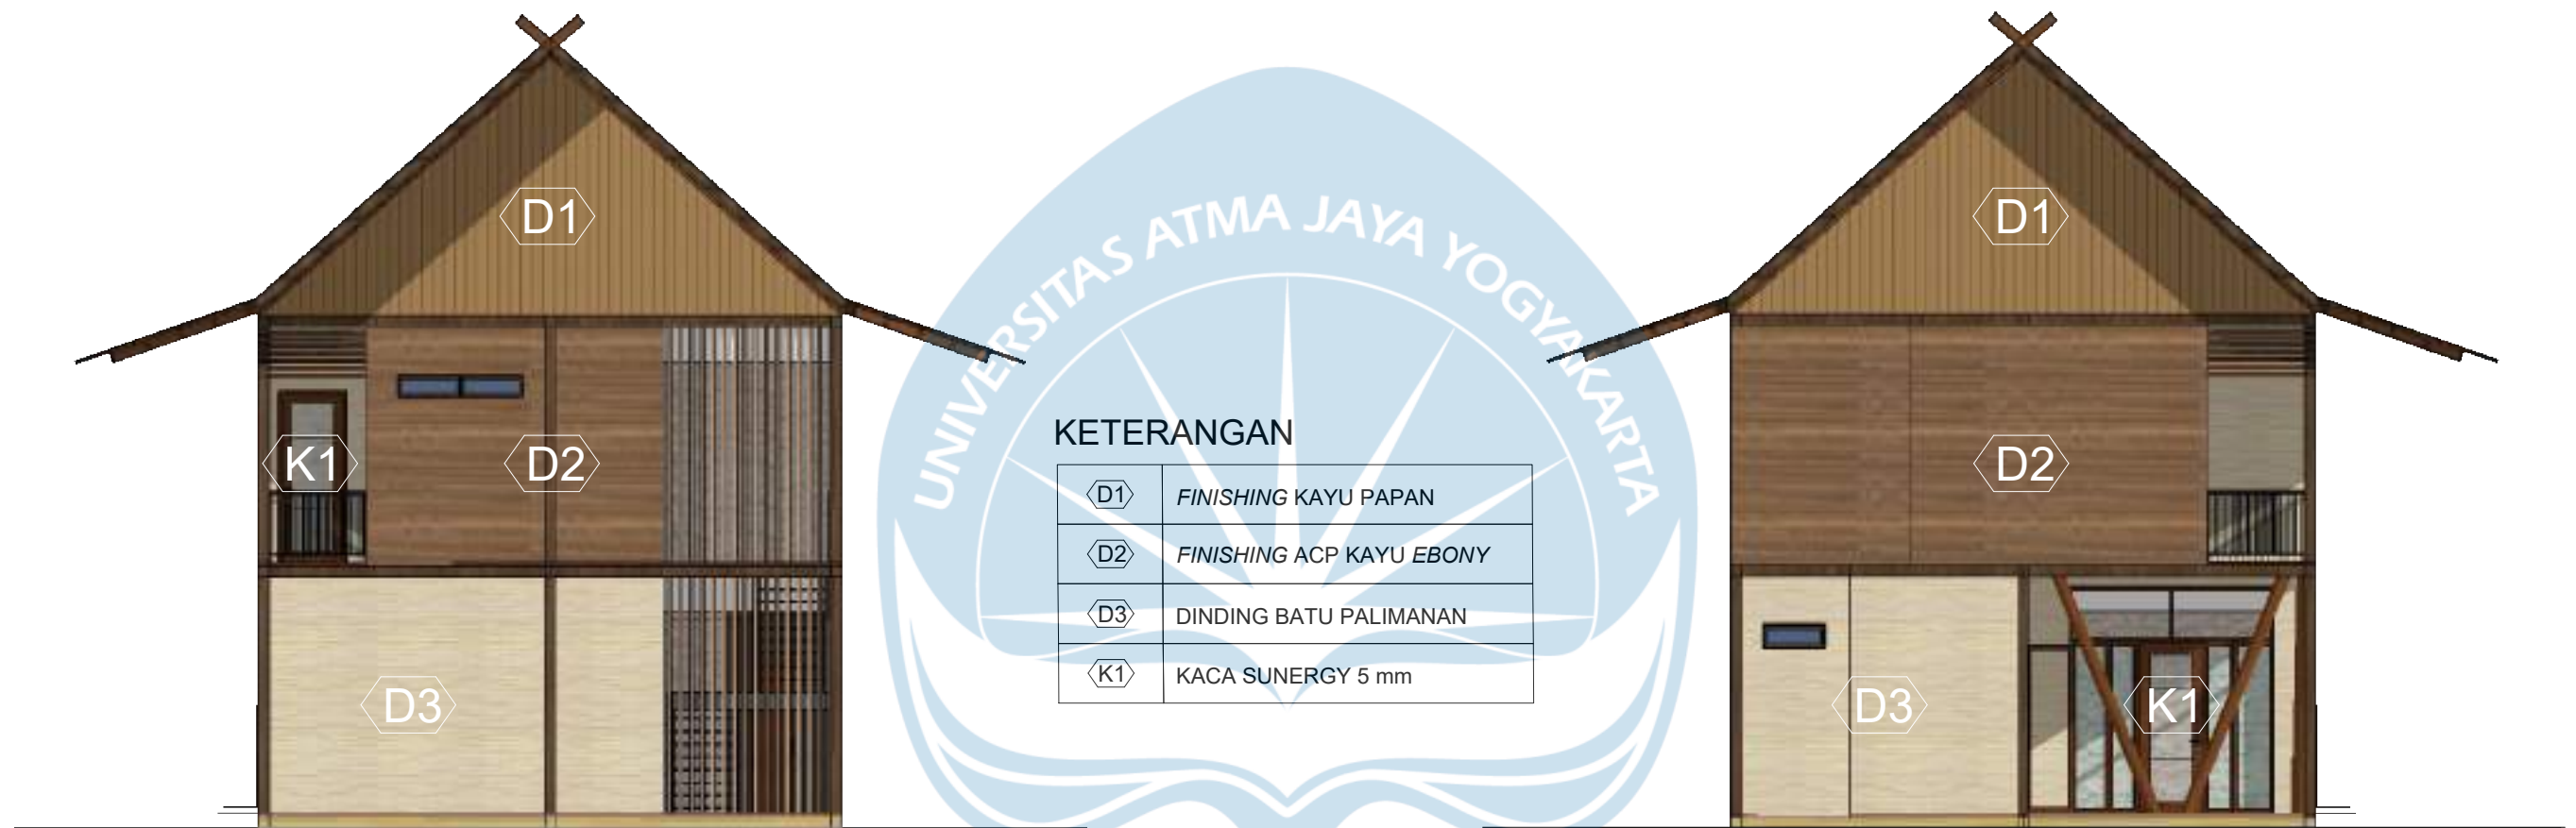 D1
K1
D2
D3
UNIVERSITAS ATMA JAYA YOGYAKARTA
KETERANGAN
D1 FINISHING KAYU PAPAN
D2 FINISHING ACP KAYU EBONY
D3 DINDING BATU PALIMANAN
K1 KACA SUNERGY 5 mm
D1
D2
D3
K1